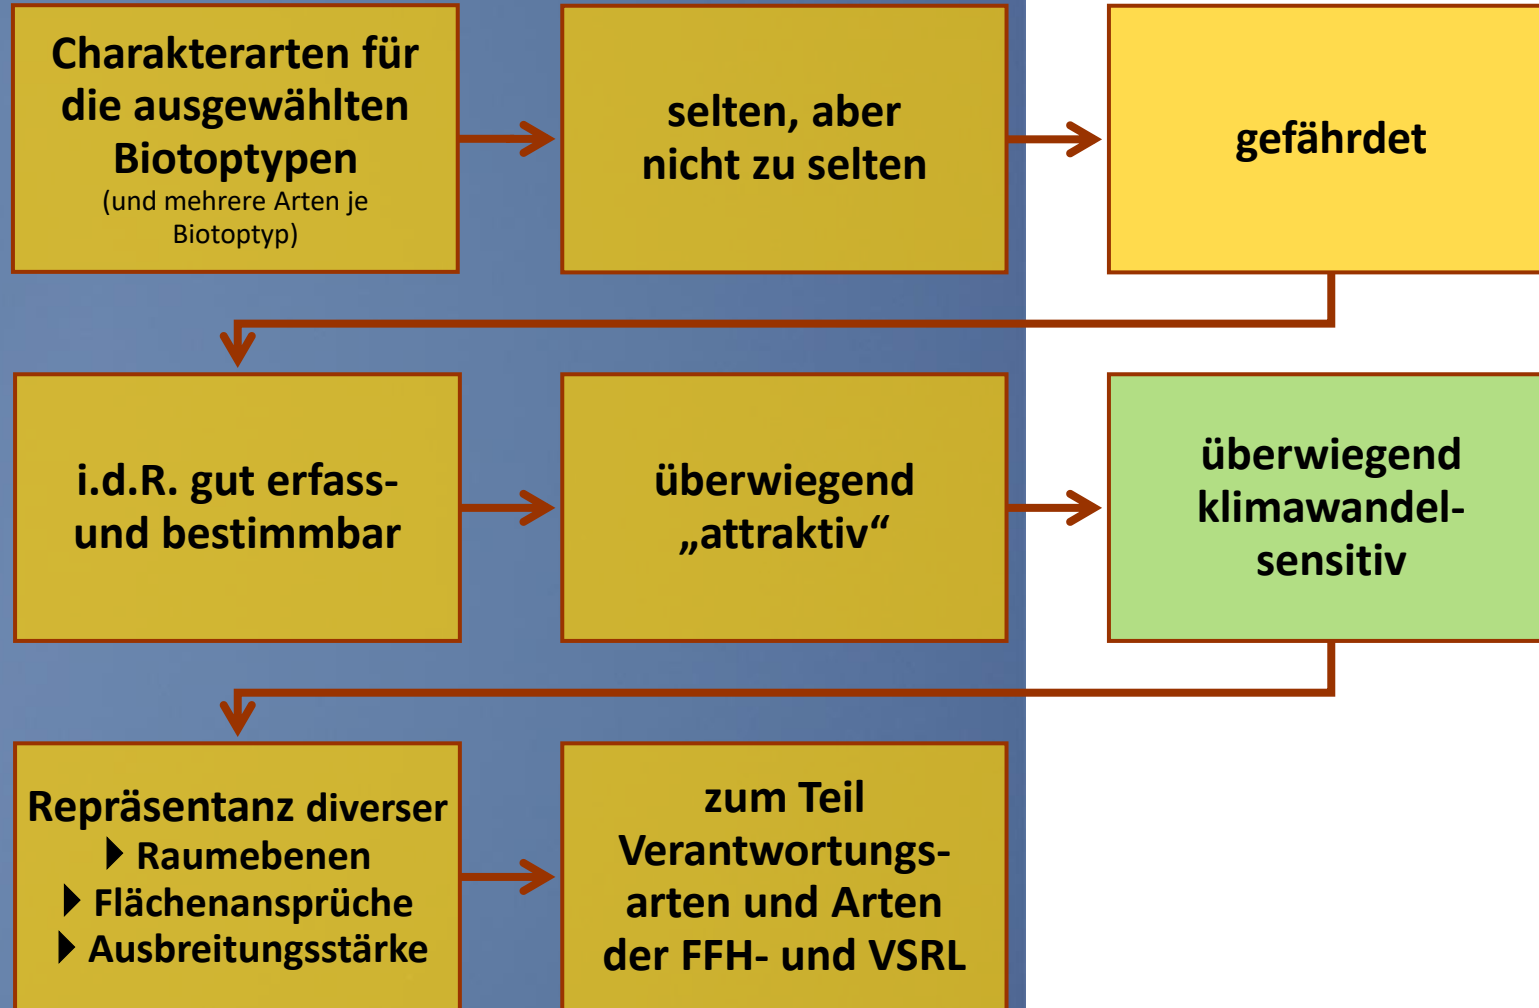 Charakterarten für
die ausgewählten
Biotoptypen
(und mehrere Arten je
Biotoptyp)
selten, aber
nicht zu selten
gefährdet
i.d.R. gut erfass-
und bestimmbar
überwiegend
„attraktiv“
überwiegend
klimawandel-
sensitiv
Repräsentanz diverser
Raumebenen
Flächenansprüche
Ausbreitungsstärke
zum Teil
Verantwortungs-
arten und Arten
der FFH- und VSRL